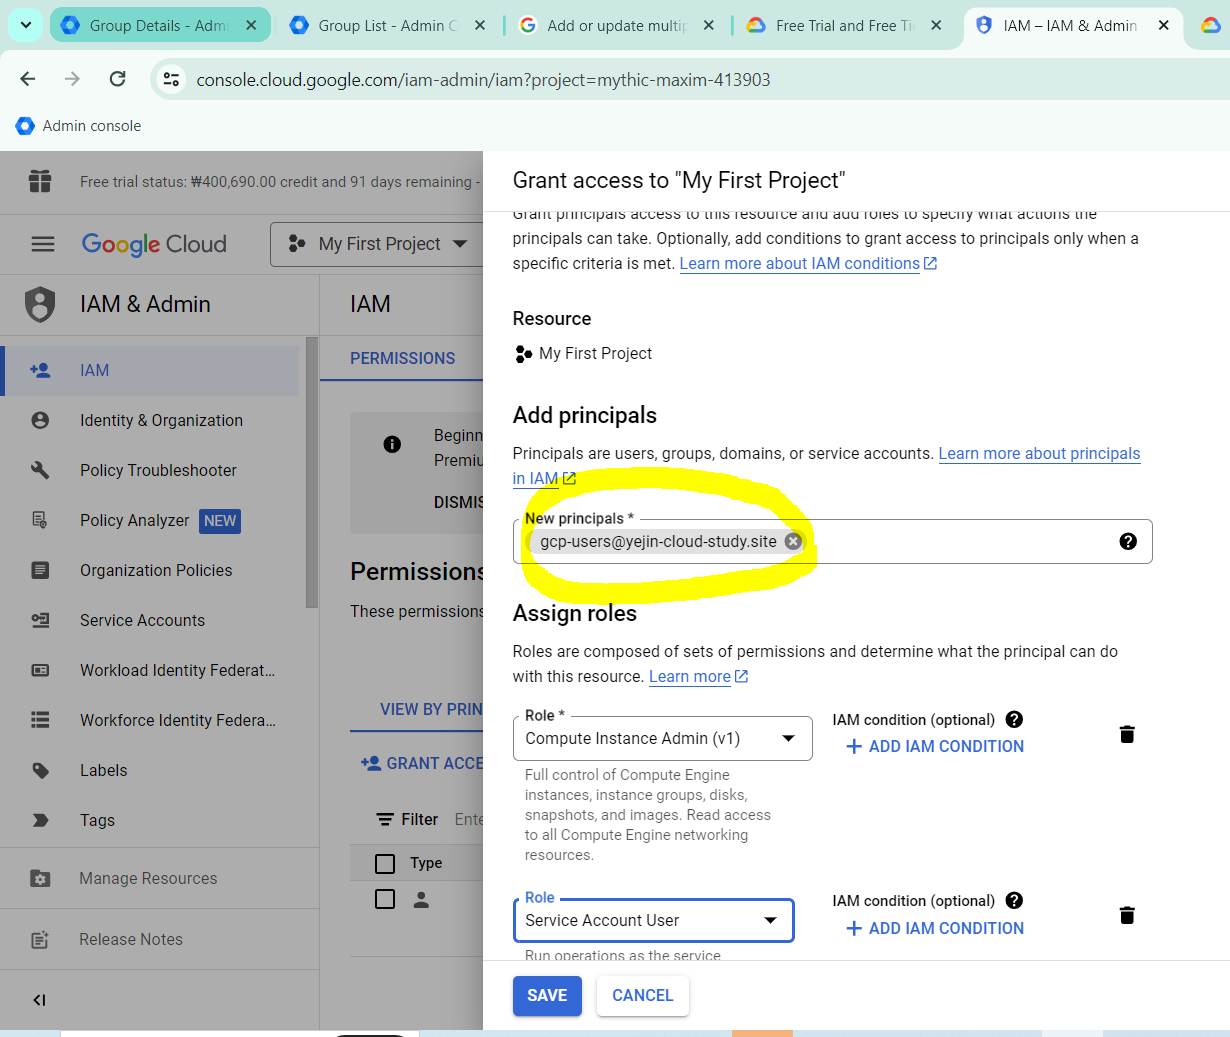 Group Details - Admi
Group List - Admin C
Add or update multip
Free Trial and Free Ti
IAM – IAM & Admin
console.cloud.google.com/iam-admin/iam?project=mythic-maxim-413903
Admin console
Free trial status: ₩400,690.00 credit and 91 days remaining -
Google Cloud
My First Project
IAM & Admin
IAM
Identity & Organization
Policy Troubleshooter
Policy Analyzer NEW
Organization Policies
Service Accounts
Workload Identity Federat...
Workforce Identity Federa...
Labels
Tags
Manage Resources
Release Notes
IAM
PERMISSIONS
Beginn
Premiu
DISMIS
Permissions
These permissions
VIEW BY PRIN
GRANT ACCE
Filter Ente
Type
Grant access to "My First Project"
Grant principals access to this resource and add roles to specify what actions the
principals can take. Optionally, add conditions to grant access to principals only when a
specific criteria is met. Learn more about IAM conditions
Resource
My First Project
Add principals
Principals are users, groups, domains, or service accounts. Learn more about principals
in IAM
New principals *
gcp-users@yejin-cloud-study.site
Assign roles
Roles are composed of sets of permissions and determine what the principal can do
with this resource. Learn more
Role *
Compute Instance Admin (v1)
IAM condition (optional)
+ ADD IAM CONDITION
Full control of Compute Engine
instances, instance groups, disks,
snapshots, and images. Read access
to all Compute Engine networking
resources.
Role
Service Account User
IAM condition (optional)
+ ADD IAM CONDITION
Run operations as the service
SAVE
CANCEL